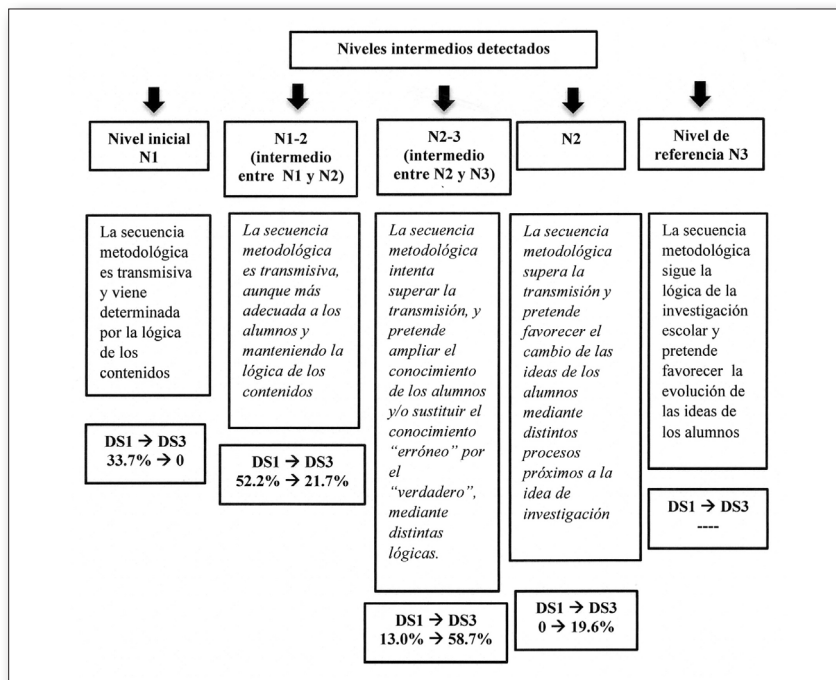 Niveles intermedios detectados
Nivel inicial
N1
N1-2
(intermedio
entre N1 y N2)
N2-3
(intermedio
entre N2 y N3)
N2
Nivel de
referencia N3
La secuencia
metodológica
es transmisiva
y viene
determinada
por la lógica
de los
contenidos
La secuencia
metodológica
es transmisiva,
aunque más
adecuada a los
alumnos y
manteniendo la
lógica de los
contenidos
La secuencia
metodológica
intenta
superar la
transmisión, y
pretende
ampliar el
conocimiento
de los alumnos
y/o sustituir el
conocimiento
“erróneo” por
el
“verdadero”,
mediante
distintas
lógicas.
La secuencia
metodológica
supera la
transmisión y
pretende
favorecer el
cambio de las
ideas de los
alumnos
mediante
distintos
procesos
próximos a la
idea de
investigación
La secuencia
metodológica
sigue la
lógica de la
investigación
escolar y
pretende
favorecer la
evolución de
las ideas de
los alumnos
DS1 → DS3
33.7% → 0
DS1 → DS3
52.2% → 21.7%
DS1 → DS3
13.0% → 58.7%
DS1 → DS3
0 → 19.6%
DS1 → DS3
----